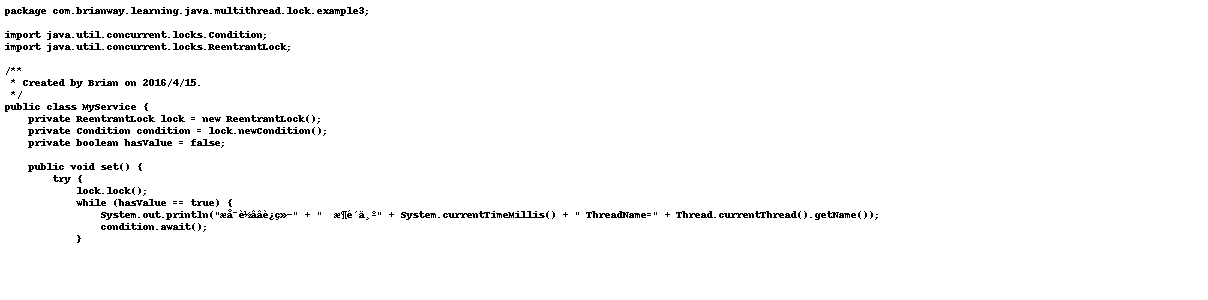 package com.brianway.learning.java.multithread.lock.example3;

import java.util.concurrent.locks.Condition;
import java.util.concurrent.locks.ReentrantLock;

/**
 * Created by Brian on 2016/4/15.
 */
public class MyService {
    private ReentrantLock lock = new ReentrantLock();
    private Condition condition = lock.newCondition();
    private boolean hasValue = false;

    public void set() {
        try {
            lock.lock();
            while (hasValue == true) {
                System.out.println(" " + " " + System.currentTimeMillis() + " ThreadName=" + Thread.currentThread().getName());
                condition.await();
            }